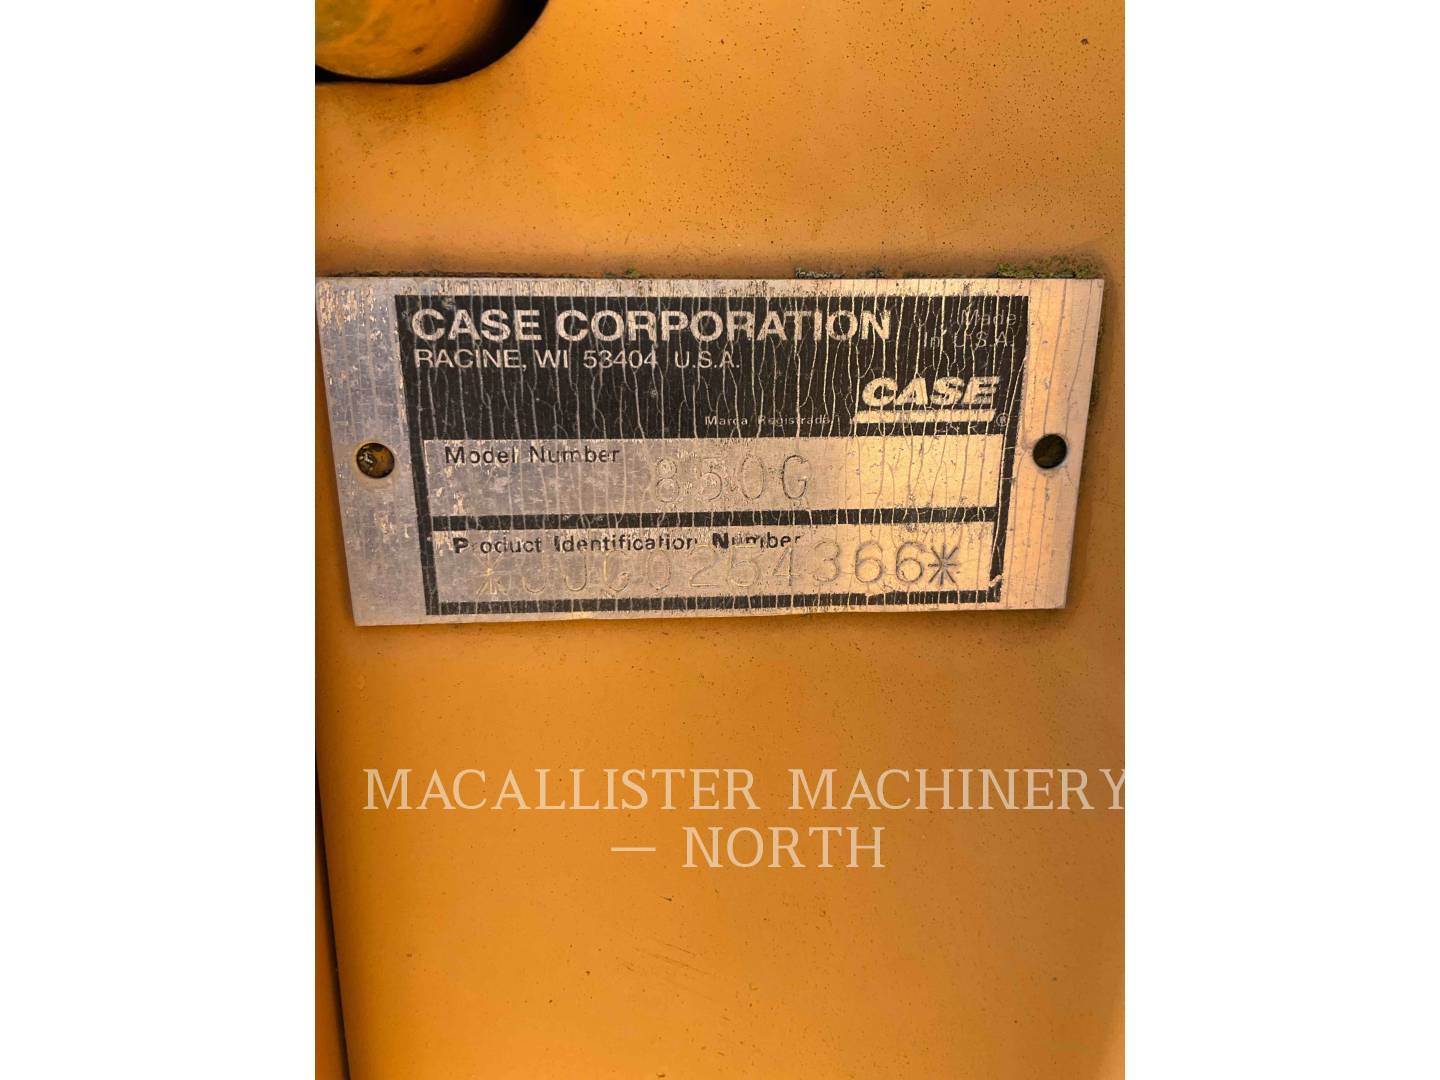 CASE CORPORATION
RACINE, WI 53404 U.S.A.
Made
In U.S.A.
CASE
®
Marca Registrada
Model Number
850G
Product Identification Number
*JJG0254366*
MACALLISTER MACHINERY
— NORTH